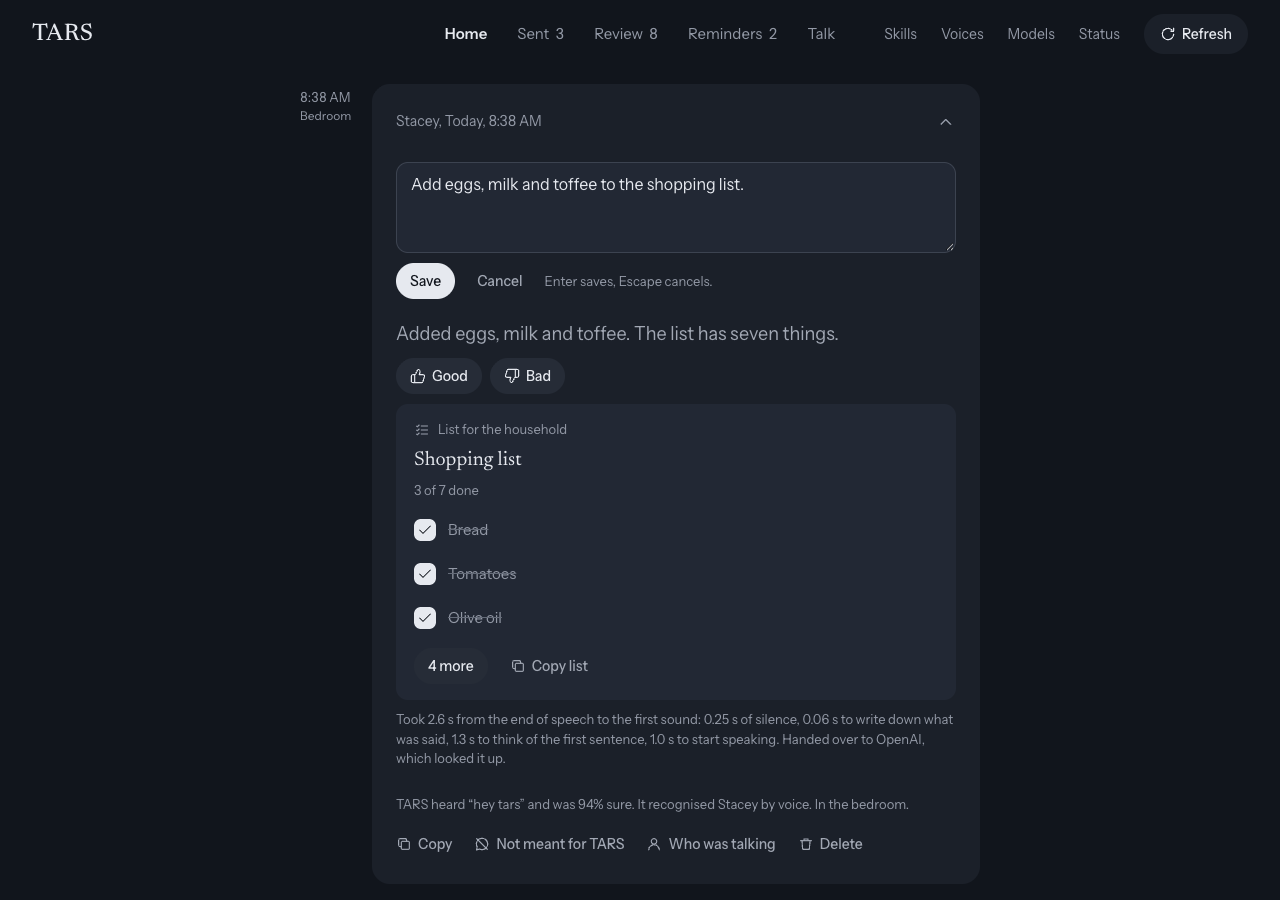 TARS
Home
Sent 3
Review 8
Reminders 2
Talk
Skills
Voices
Models
Status
Refresh
8:38 AM
Bedroom
Stacey, Today, 8:38 AM
Add eggs, milk and toffee to the shopping list.
Save
Cancel
Enter saves, Escape cancels.
Added eggs, milk and toffee. The list has seven things.
Good
Bad
List for the household
Shopping list
3 of 7 done
Bread
Tomatoes
Olive oil
4 more
Copy list
Took 2.6 s from the end of speech to the first sound: 0.25 s of silence, 0.06 s to write down what
was said, 1.3 s to think of the first sentence, 1.0 s to start speaking. Handed over to OpenAI,
which looked it up.
TARS heard “hey tars” and was 94% sure. It recognised Stacey by voice. In the bedroom.
Copy
Not meant for TARS
Who was talking
Delete